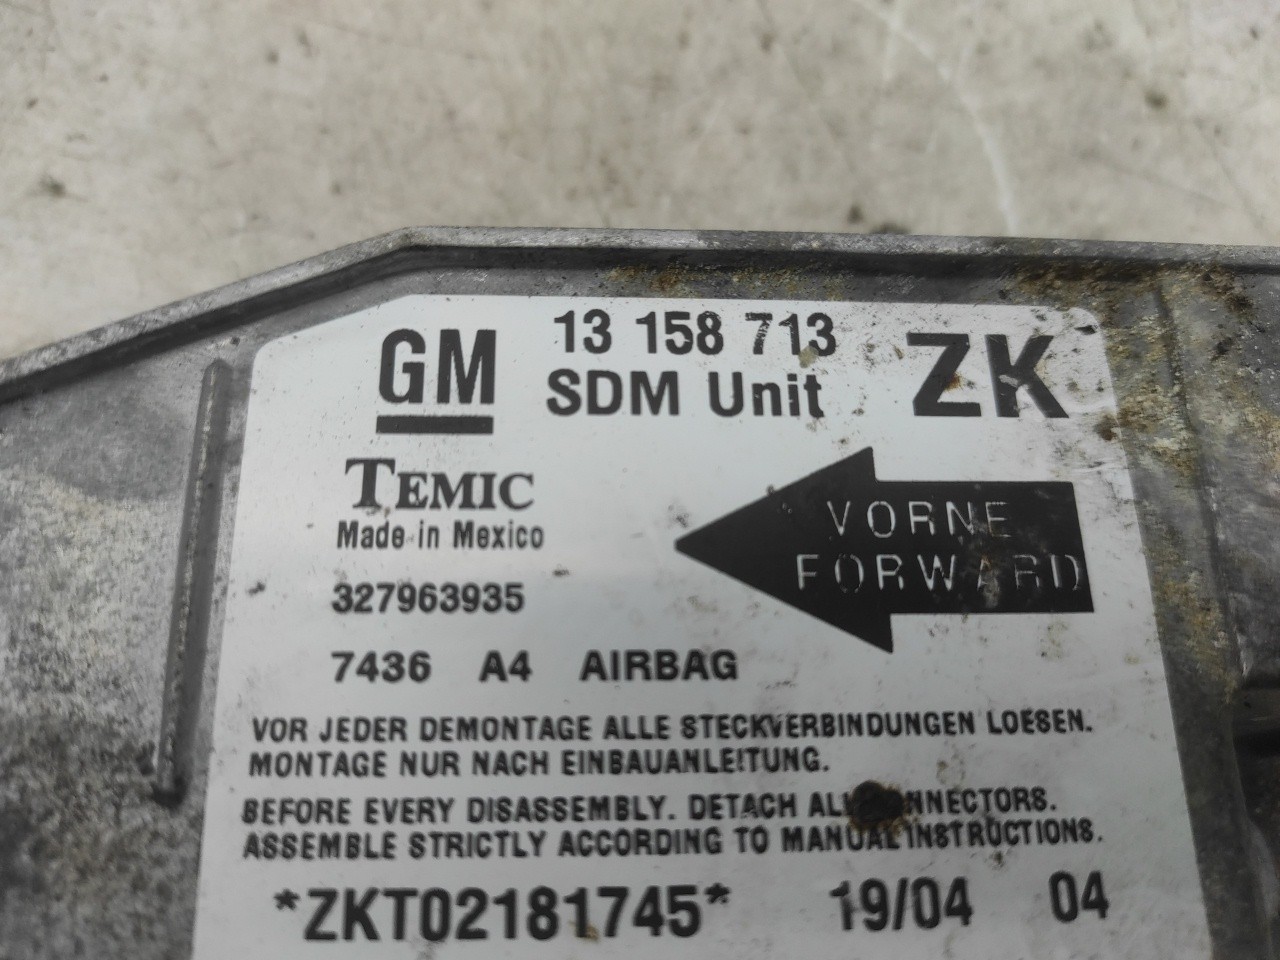 13 158 713
GM SDM Unit ZK
TEMIC
Made in Mexico
VORNE
FORWARD
327963935
7436 A4 AIRBAG
VOR JEDER DEMONTAGE ALLE STECKVERBINDUNGEN LOESEN.
MONTAGE NUR NACH EINBAUANLEITUNG.
BEFORE EVERY DISASSEMBLY. DETACH ALL CONNECTORS.
ASSEMBLE STRICTLY ACCORDING TO MANUAL INSTRUCTIONS.
*ZKT02181745* 19/04 04